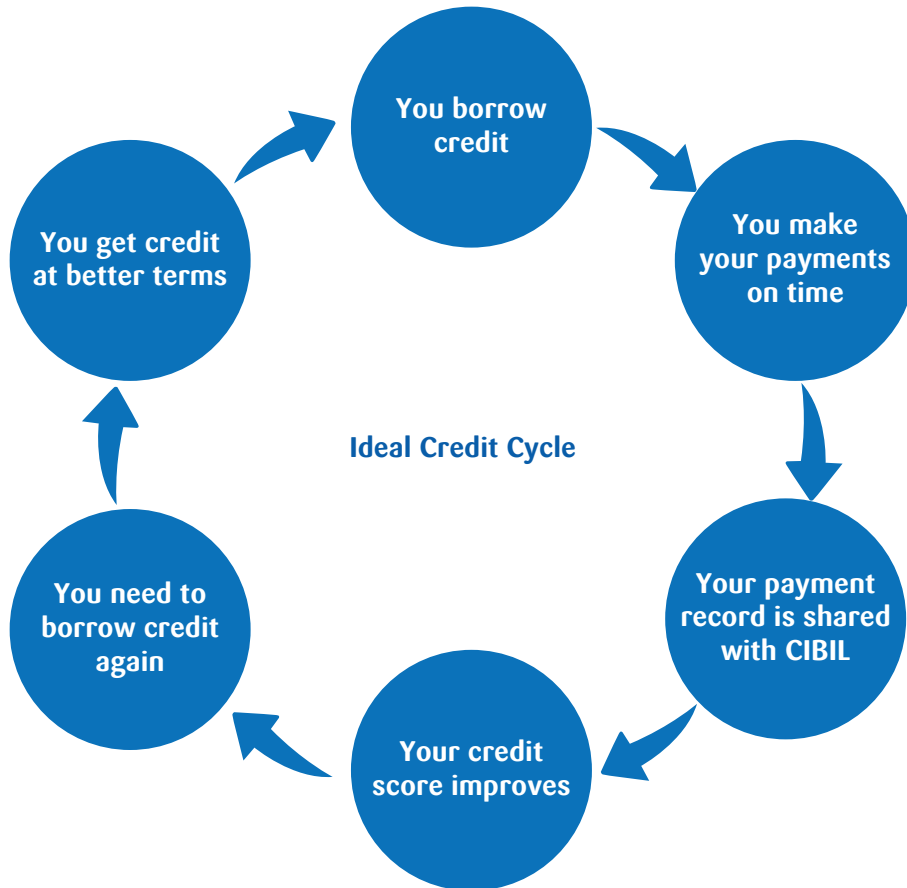 You borrow
credit
You make
your payments
on time
Your payment
record is shared
with CIBIL
Your credit
score improves
You need to
borrow credit
again
You get credit
at better terms
Ideal Credit Cycle